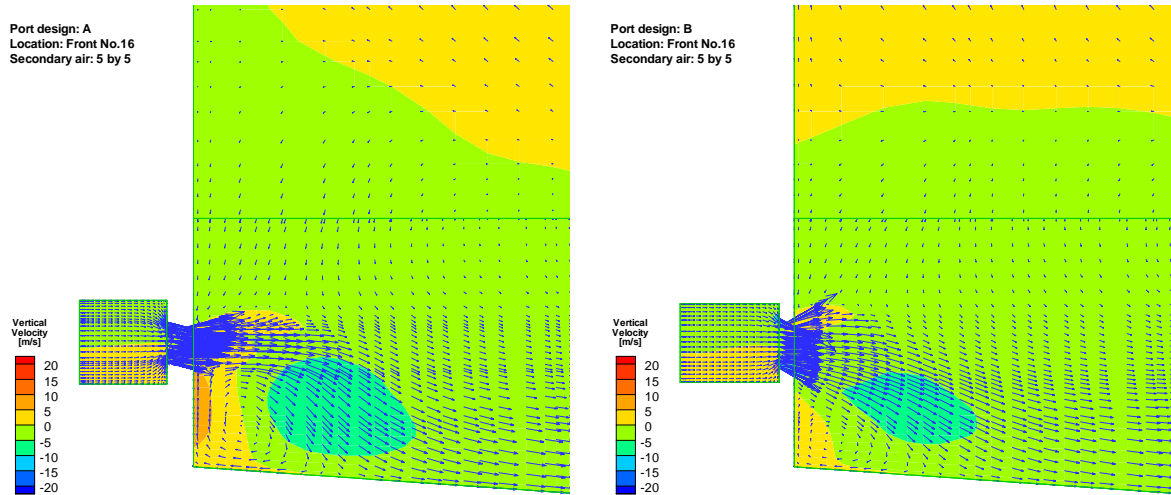 Port design: A
Location: Front No.16
Secondary air: 5 by 5
Vertical
Velocity
[m/s]
20
15
10
5
0
-5
-10
-15
-20
Port design: B
Location: Front No.16
Secondary air: 5 by 5
Vertical
Velocity
[m/s]
20
15
10
5
0
-5
-10
-15
-20